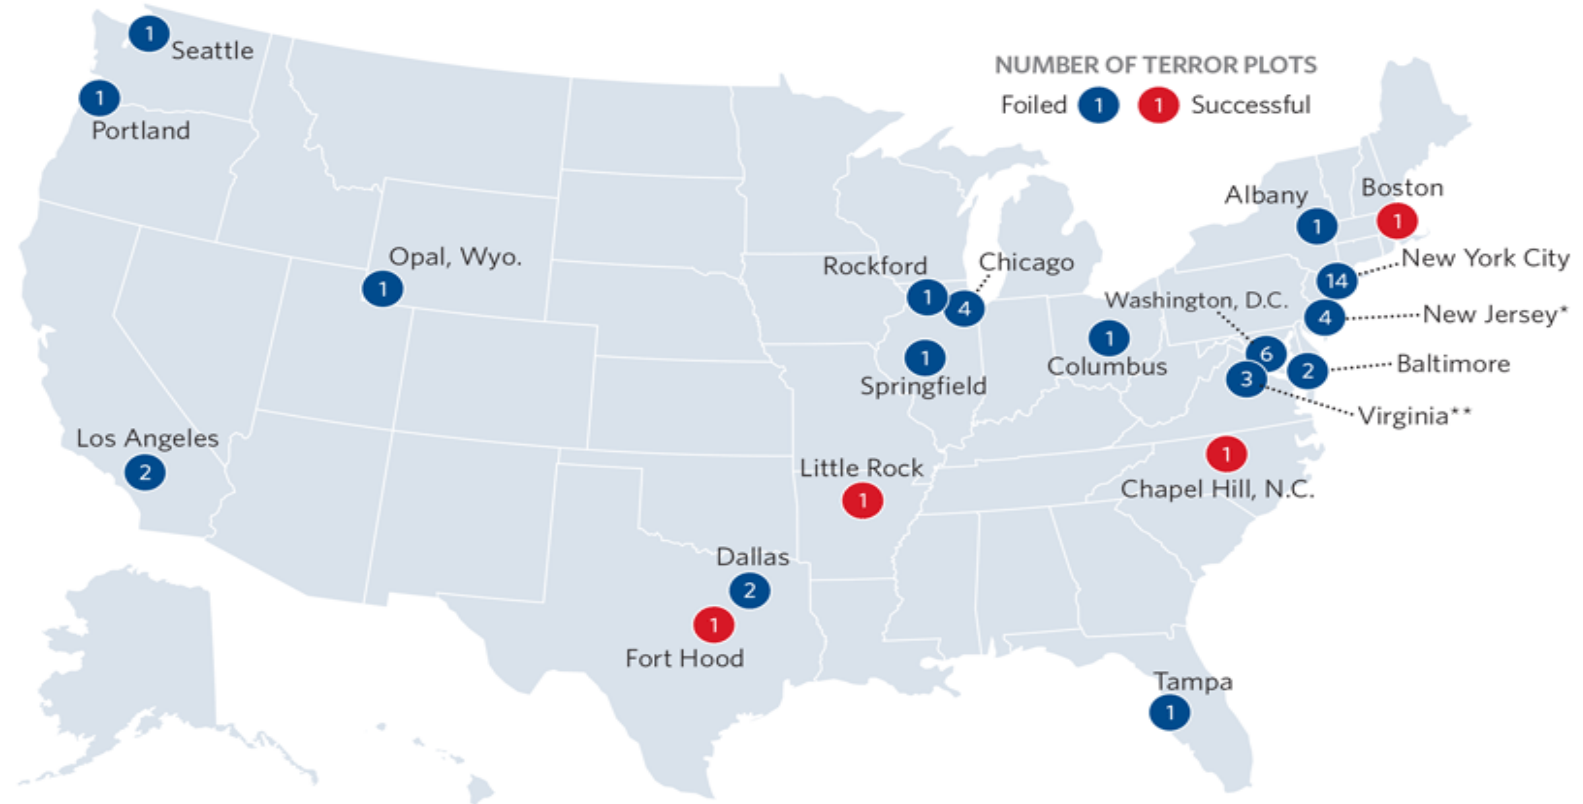 NUMBER OF TERROR PLOTS
Foiled 1 1 Successful
1
Seattle
1
Portland
Opal, Wyo.
1
Los Angeles
2
Rockford
1
Chicago
4
1
Springfield
1
Columbus
Albany
1
Boston
1
14
New York City
4
New Jersey*
Washington, D.C.
6
2
Baltimore
3
Virginia**
1
Chapel Hill, N.C.
Little Rock
1
Dallas
2
1
Fort Hood
Tampa
1